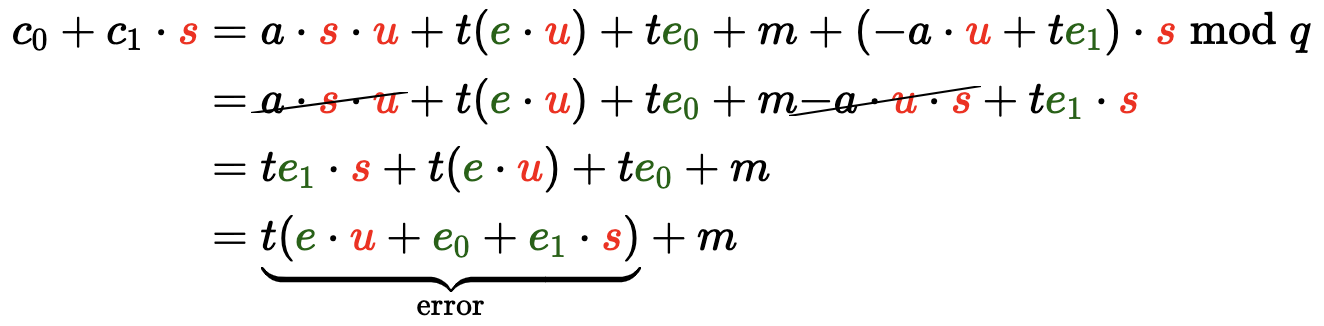 c₀ + c₁ · s = a · s · u + t(e · u) + te₀ + m + (−a · u + te₁) · s mod q
= a · s · u + t(e · u) + te₀ + m−a · u · s + te₁ · s
= te₁ · s + t(e · u) + te₀ + m
= t(e · u + e₀ + e₁ · s) + m
error